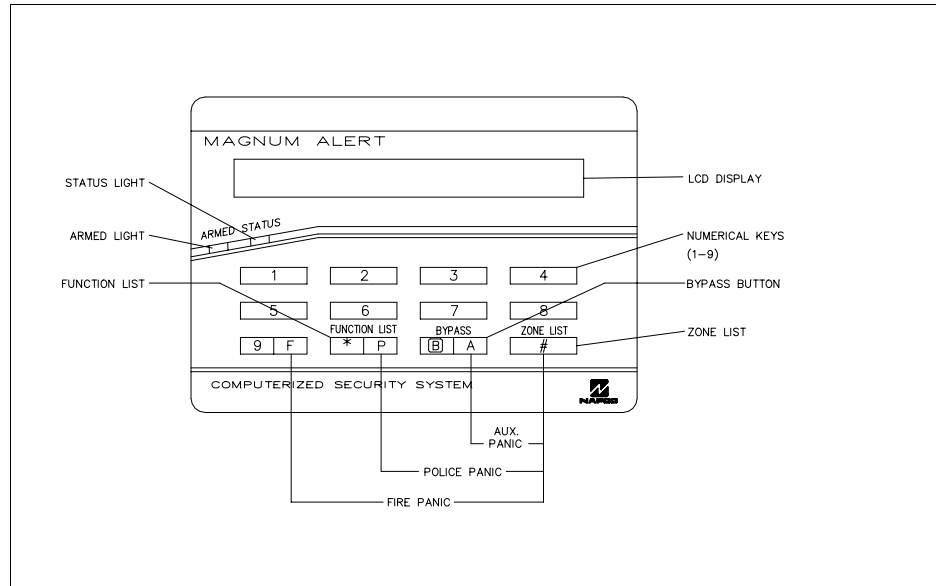 MAGNUM ALERT
STATUS LIGHT
LCD DISPLAY
ARMED STATUS
ARMED LIGHT
NUMERICAL KEYS
(1-9)
1 2 3 4
FUNCTION LIST
BYPASS BUTTON
5 6 7 8
FUNCTION LIST BYPASS ZONE LIST
ZONE LIST
9 F * P B A #
COMPUTERIZED SECURITY SYSTEM
NAPCO
AUX.
PANIC
POLICE PANIC
FIRE PANIC